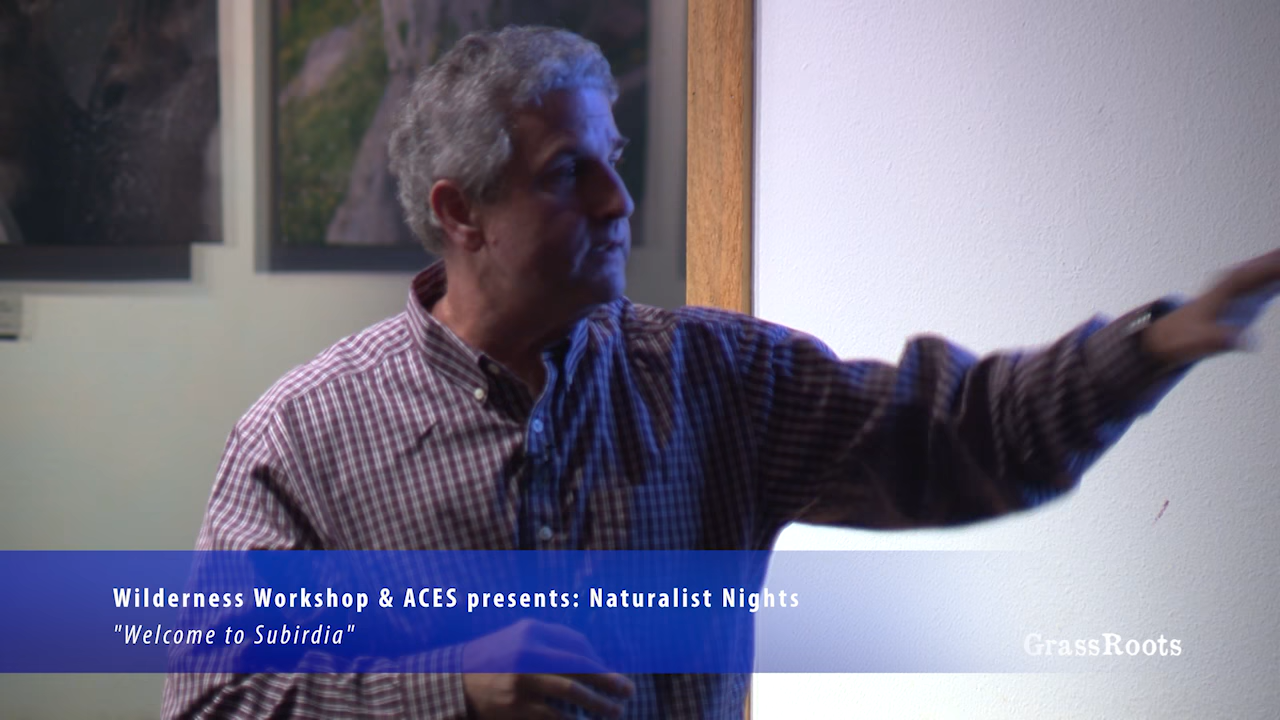 Wilderness Workshop & ACES presents: Naturalist Nights
"Welcome to Subirdia"
GrassRoots